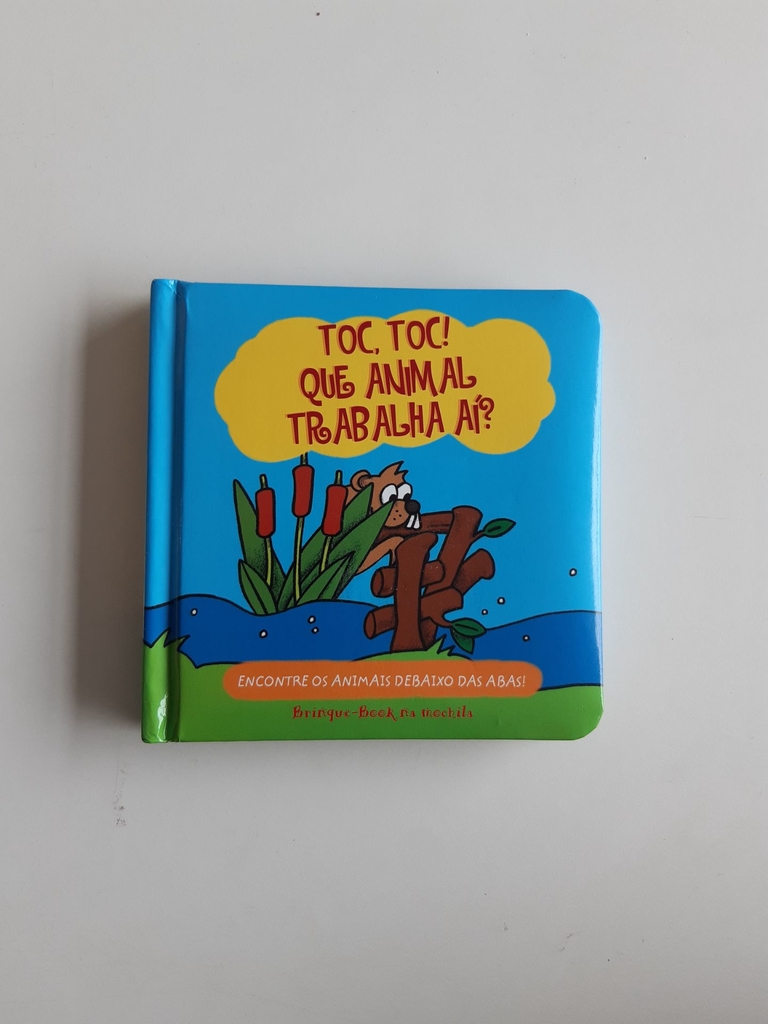 TOC, TOC!
QUE ANIMAL
TRABALHA AÍ?
ENCONTRE OS ANIMAIS DEBAIXO DAS ABAS!
Brinque-Book na mochila